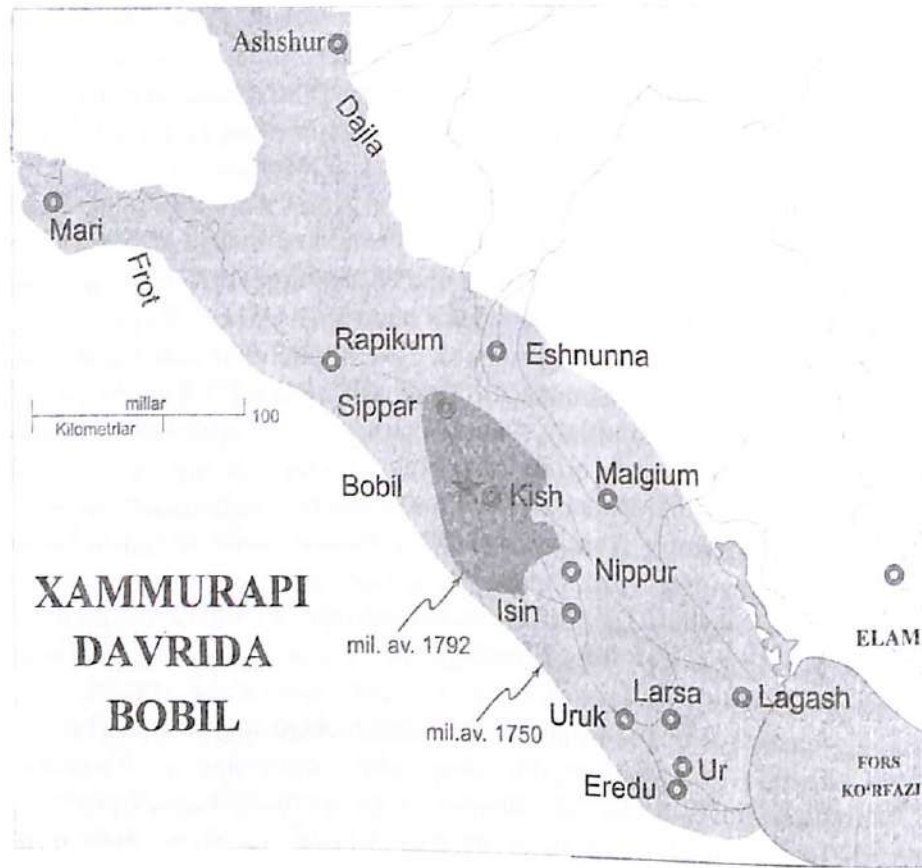 Ashshur
Dajla
Mari
Frot
Rapikum
Eshnunna
Sippar
millar
100
Kilometriar
Bobil
Kish
Malgium
Nippur
Isin
XAMMURAPI
DAVRIDA
BOBIL
mil. av. 1792
ELAM
Larsa
Lagash
Uruk
mil.av. 1750
Ur
Eredu
FORS
KO‘RFAZI